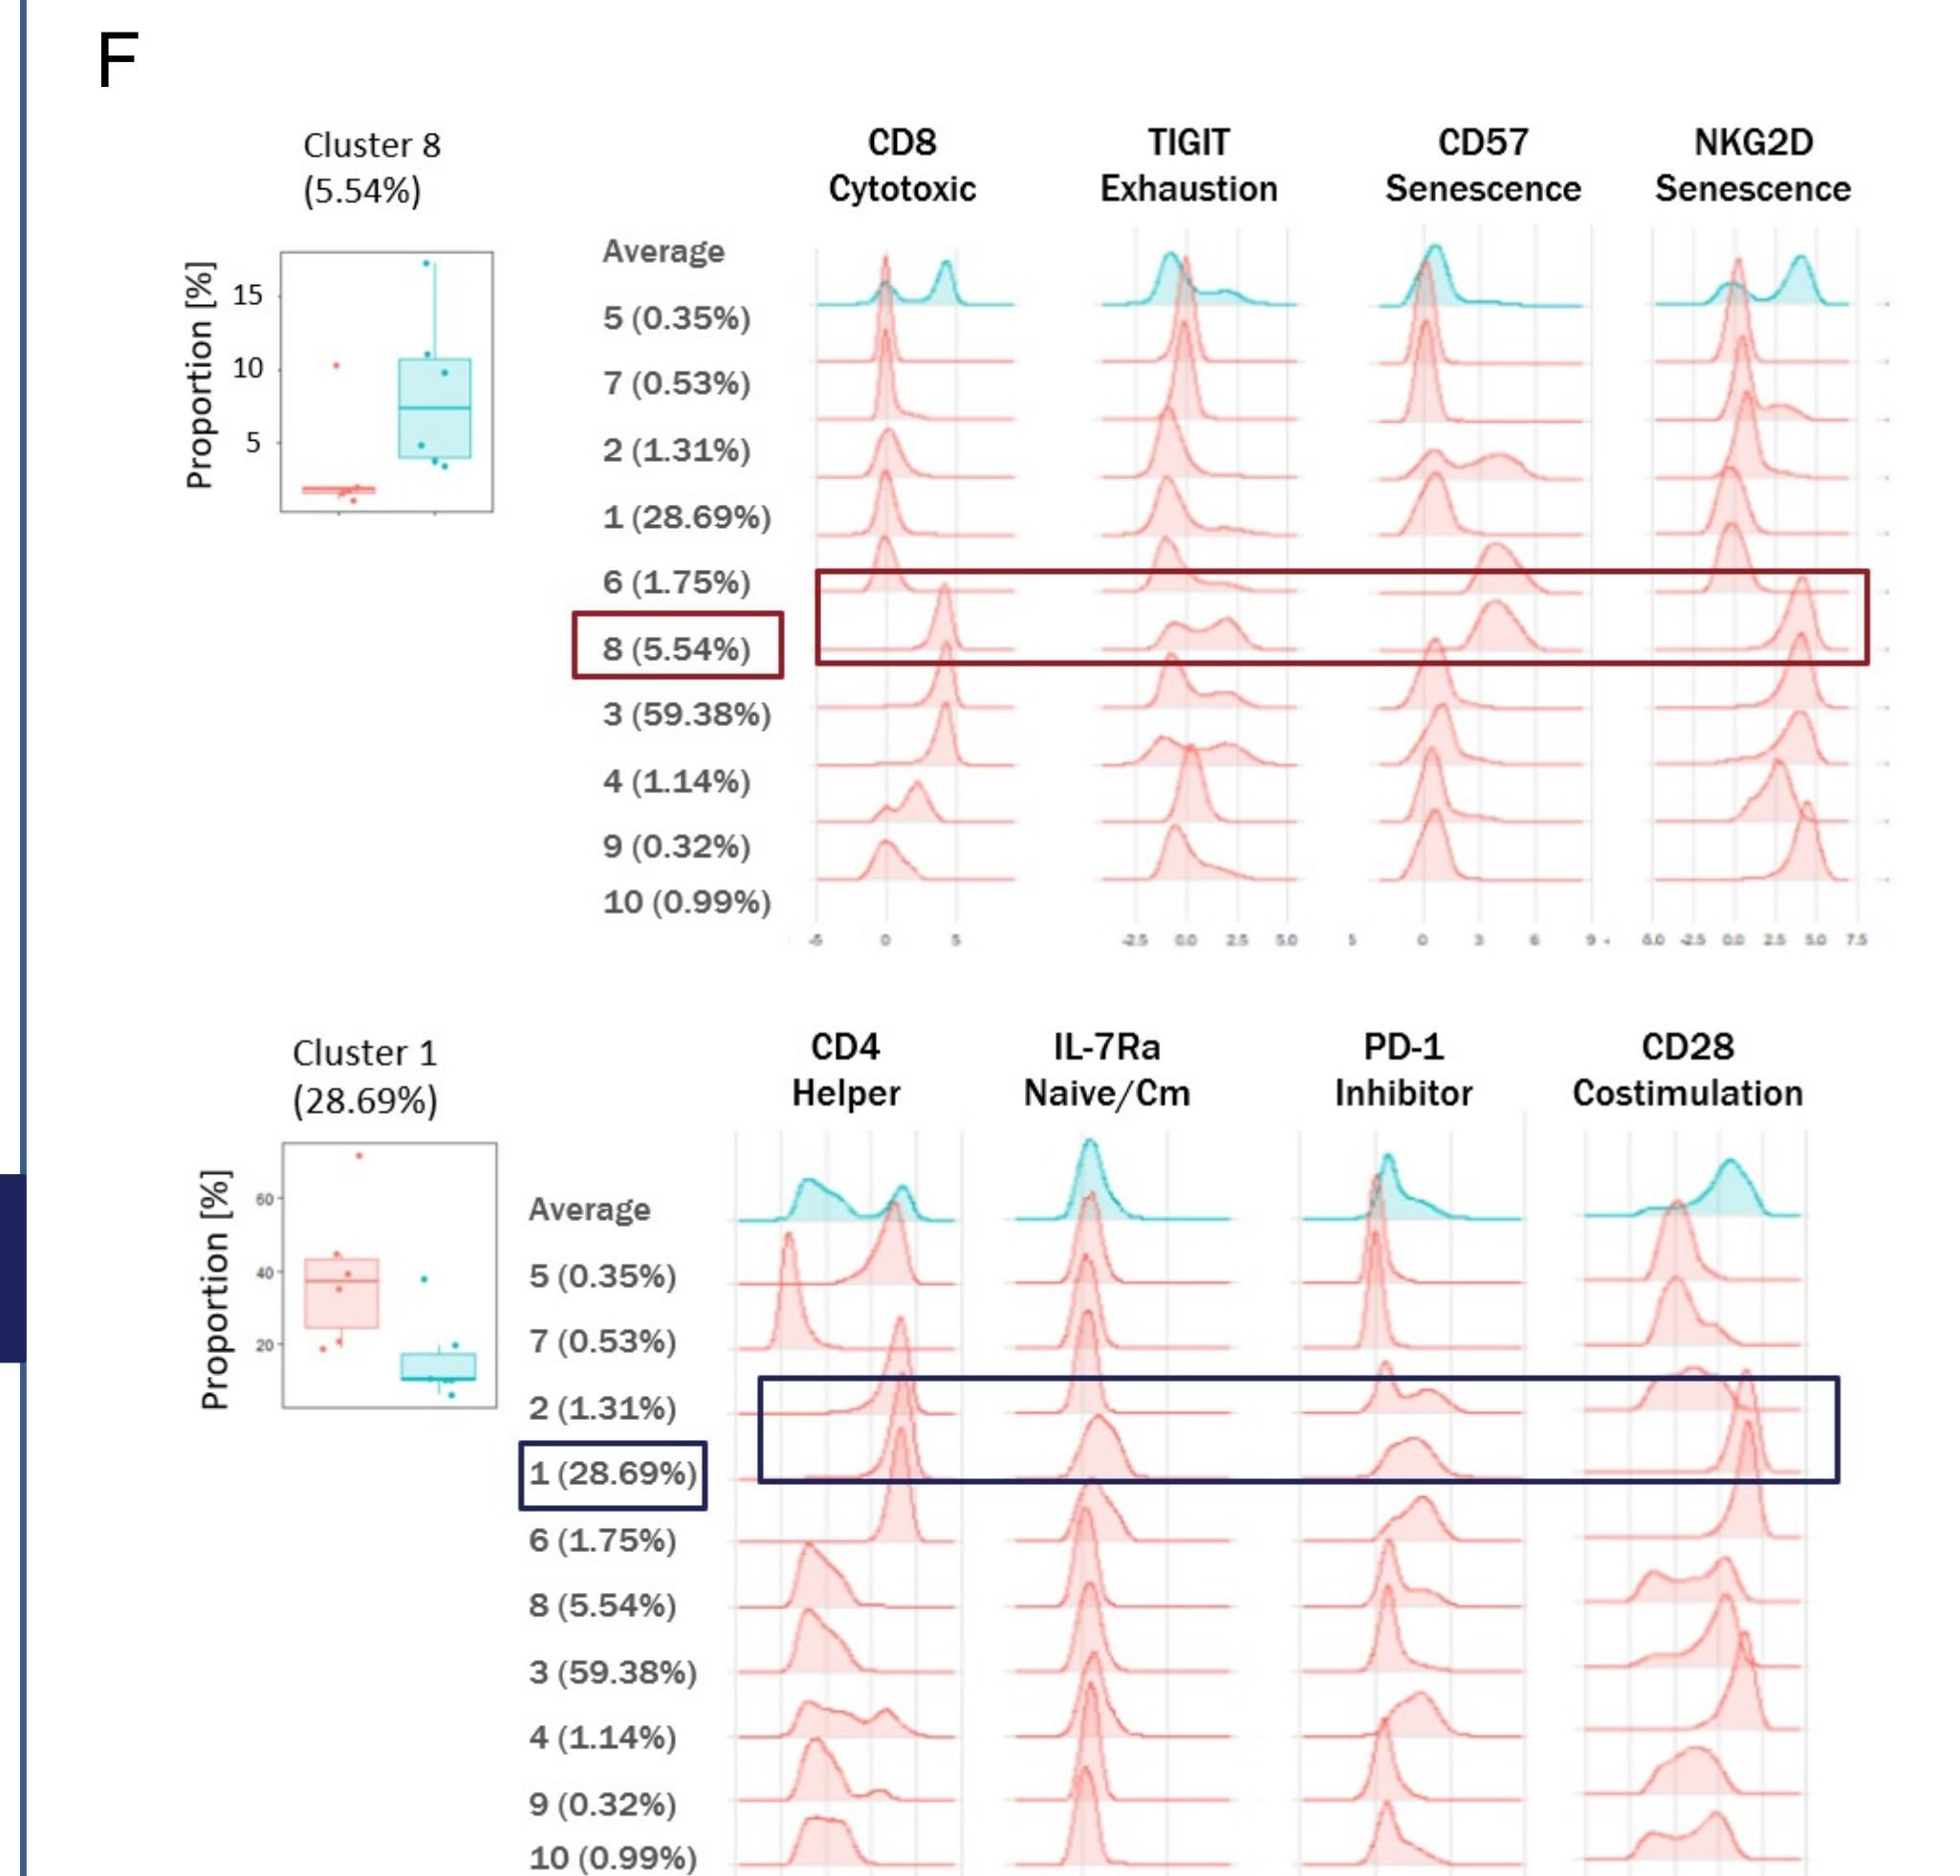 F
Cluster 8
(5.54%)
CD8
Cytotoxic
TIGIT
Exhaustion
CD57
Senescence
NKG2D
Senescence
Proportion [%]
15
10
5
Average
5 (0.35%)
7 (0.53%)
2 (1.31%)
1 (28.69%)
6 (1.75%)
8 (5.54%)
3 (59.38%)
4 (1.14%)
9 (0.32%)
10 (0.99%)
-5 0 5
-2.5 0.0 2.5 5.0
5 0 3 6 9
-2.5 0.0 2.5 5.0 7.5
Cluster 1
(28.69%)
CD4
Helper
IL-7Ra
Naive/Cm
PD-1
Inhibitor
CD28
Costimulation
Proportion [%]
60
40
20
Average
5 (0.35%)
7 (0.53%)
2 (1.31%)
1 (28.69%)
6 (1.75%)
8 (5.54%)
3 (59.38%)
4 (1.14%)
9 (0.32%)
10 (0.99%)